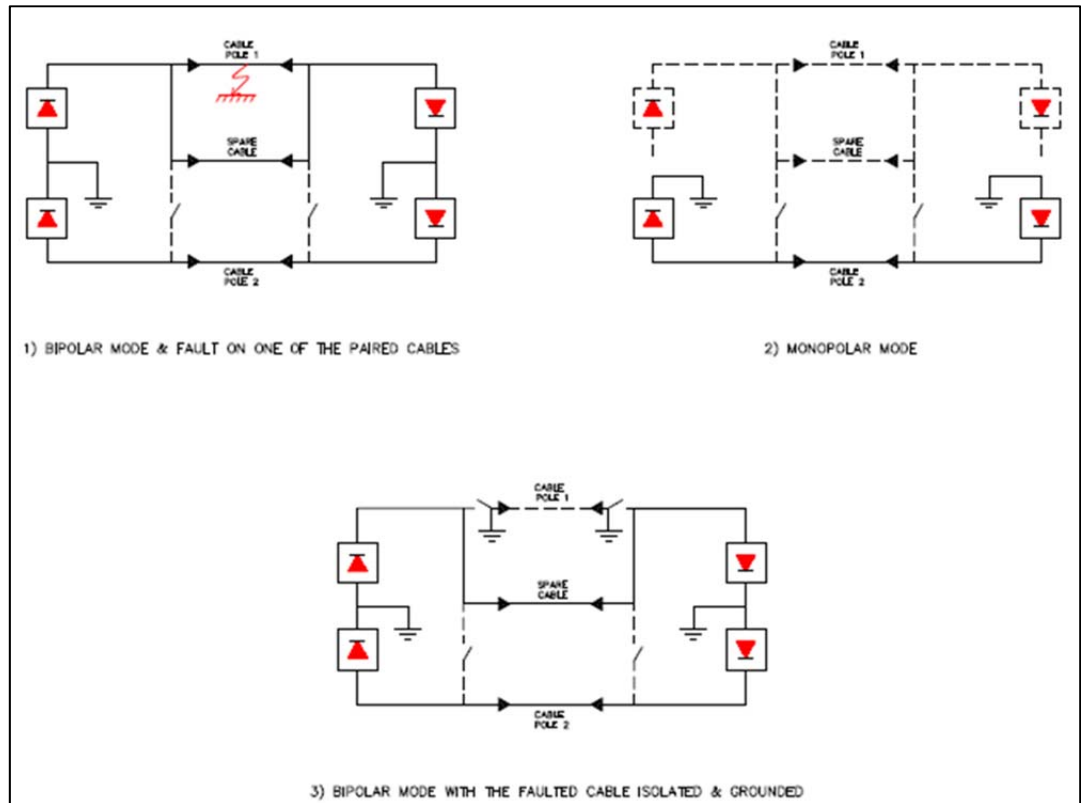 CABLE
POLE 1
SPARE
CABLE
CABLE
POLE 2
1) BIPOLAR MODE & FAULT ON ONE OF THE PAIRED CABLES
CABLE
POLE 1
SPARE
CABLE
CABLE
POLE 2
2) MONOPOLAR MODE
CABLE
POLE 1
SPARE
CABLE
CABLE
POLE 2
3) BIPOLAR MODE WITH THE FAULTED CABLE ISOLATED & GROUNDED